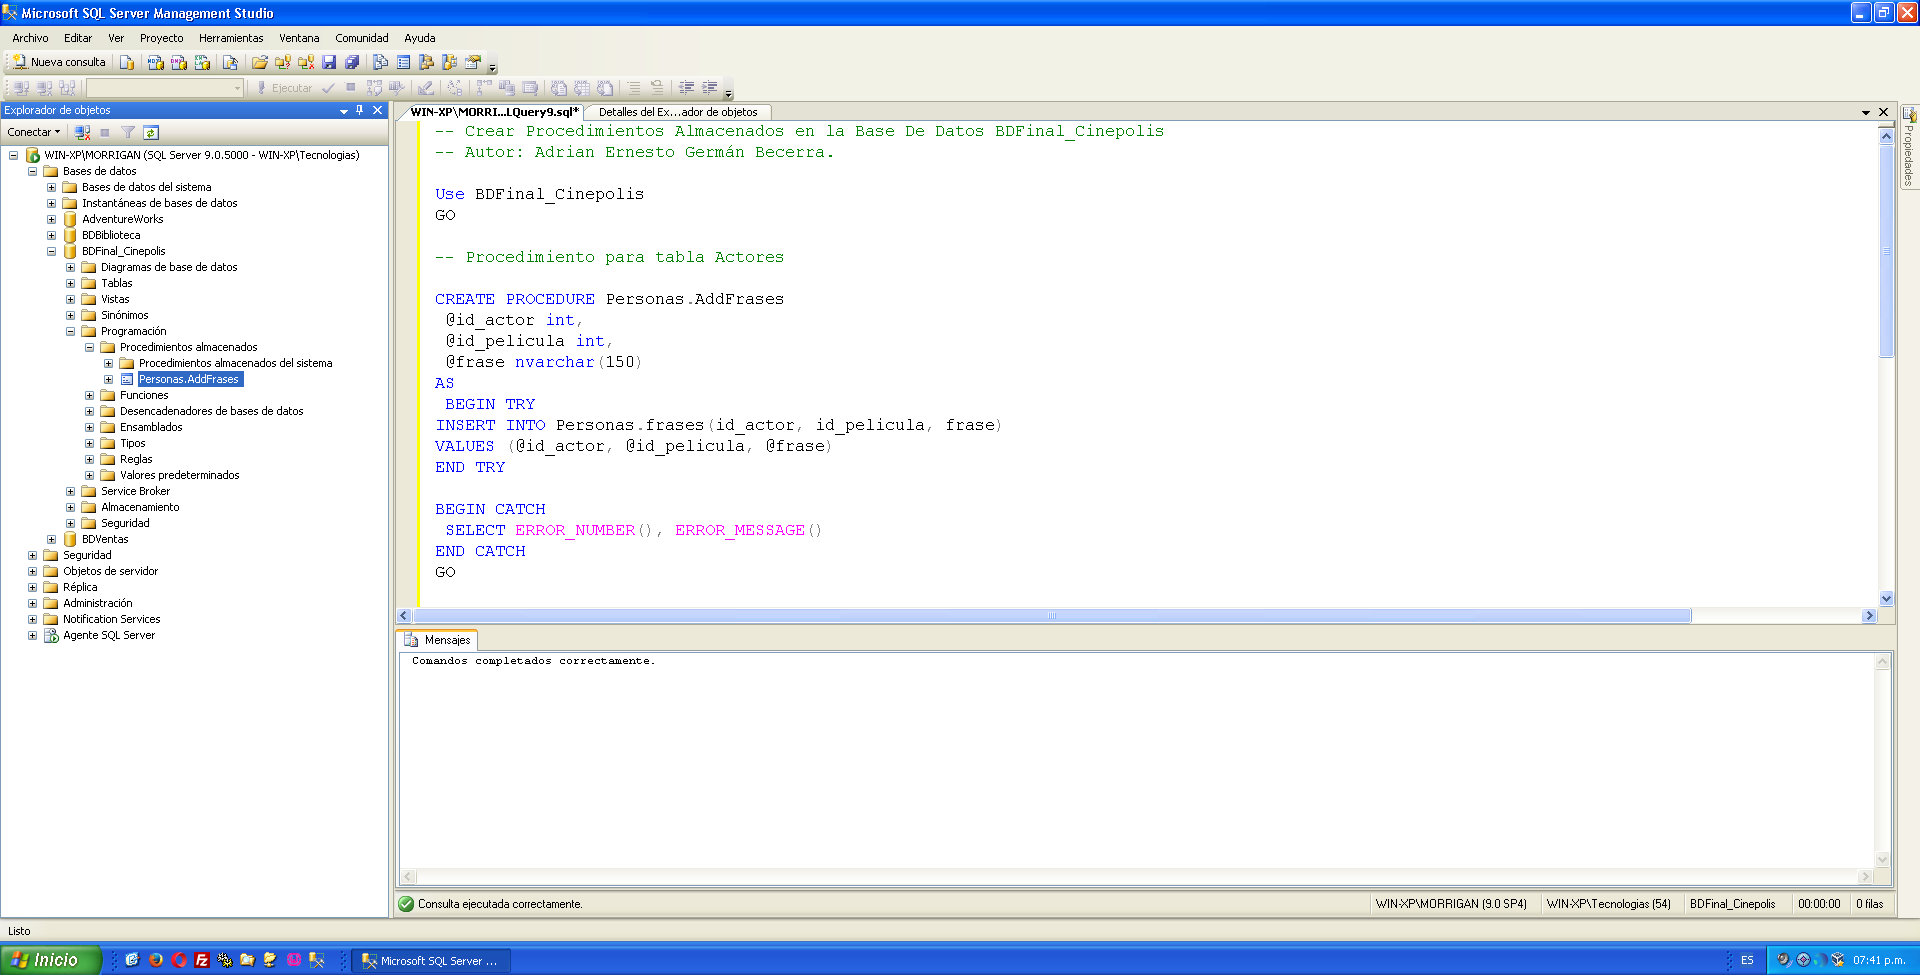 Microsoft SQL Server Management Studio
Archivo Editar Ver Proyecto Herramientas Ventana Comunidad Ayuda
Nueva consulta
Ejecutar
Explorador de objetos
Conectar
WIN-XP\MORRIGAN (SQL Server 9.0.5000 - WIN-XP\Tecnologias)
Bases de datos
Bases de datos del sistema
Instantáneas de bases de datos
AdventureWorks
BDBiblioteca
BDFinal_Cinepolis
Diagramas de base de datos
Tablas
Vistas
Sinónimos
Programación
Procedimientos almacenados
Procedimientos almacenados del sistema
Personas.AddFrases
Funciones
Desencadenadores de bases de datos
Ensamblados
Tipos
Reglas
Valores predeterminados
Service Broker
Almacenamiento
Seguridad
BDVentas
Seguridad
Objetos de servidor
Réplica
Administración
Notification Services
Agente SQL Server
WIN-XP\MORRI...LQuery9.sql* Detalles del Ex...ador de objetos
-- Crear Procedimientos Almacenados en la Base De Datos BDFinal_Cinepolis
-- Autor: Adrian Ernesto Germán Becerra.
Use BDFinal_Cinepolis
GO
-- Procedimiento para tabla Actores
CREATE PROCEDURE Personas.AddFrases
@id_actor int,
@id_pelicula int,
@frase nvarchar(150)
AS
BEGIN TRY
INSERT INTO Personas.frases(id_actor, id_pelicula, frase)
VALUES (@id_actor, @id_pelicula, @frase)
END TRY
BEGIN CATCH
SELECT ERROR_NUMBER(), ERROR_MESSAGE()
END CATCH
GO
Propiedades
Mensajes
Comandos completados correctamente.
Consulta ejecutada correctamente. WIN-XP\MORRIGAN (9.0 SP4) WIN-XP\Tecnologias (54) BDFinal_Cinepolis 00:00:00 0 filas
Listo
Inicio Microsoft SQL Server ... ES 07:41 p.m.